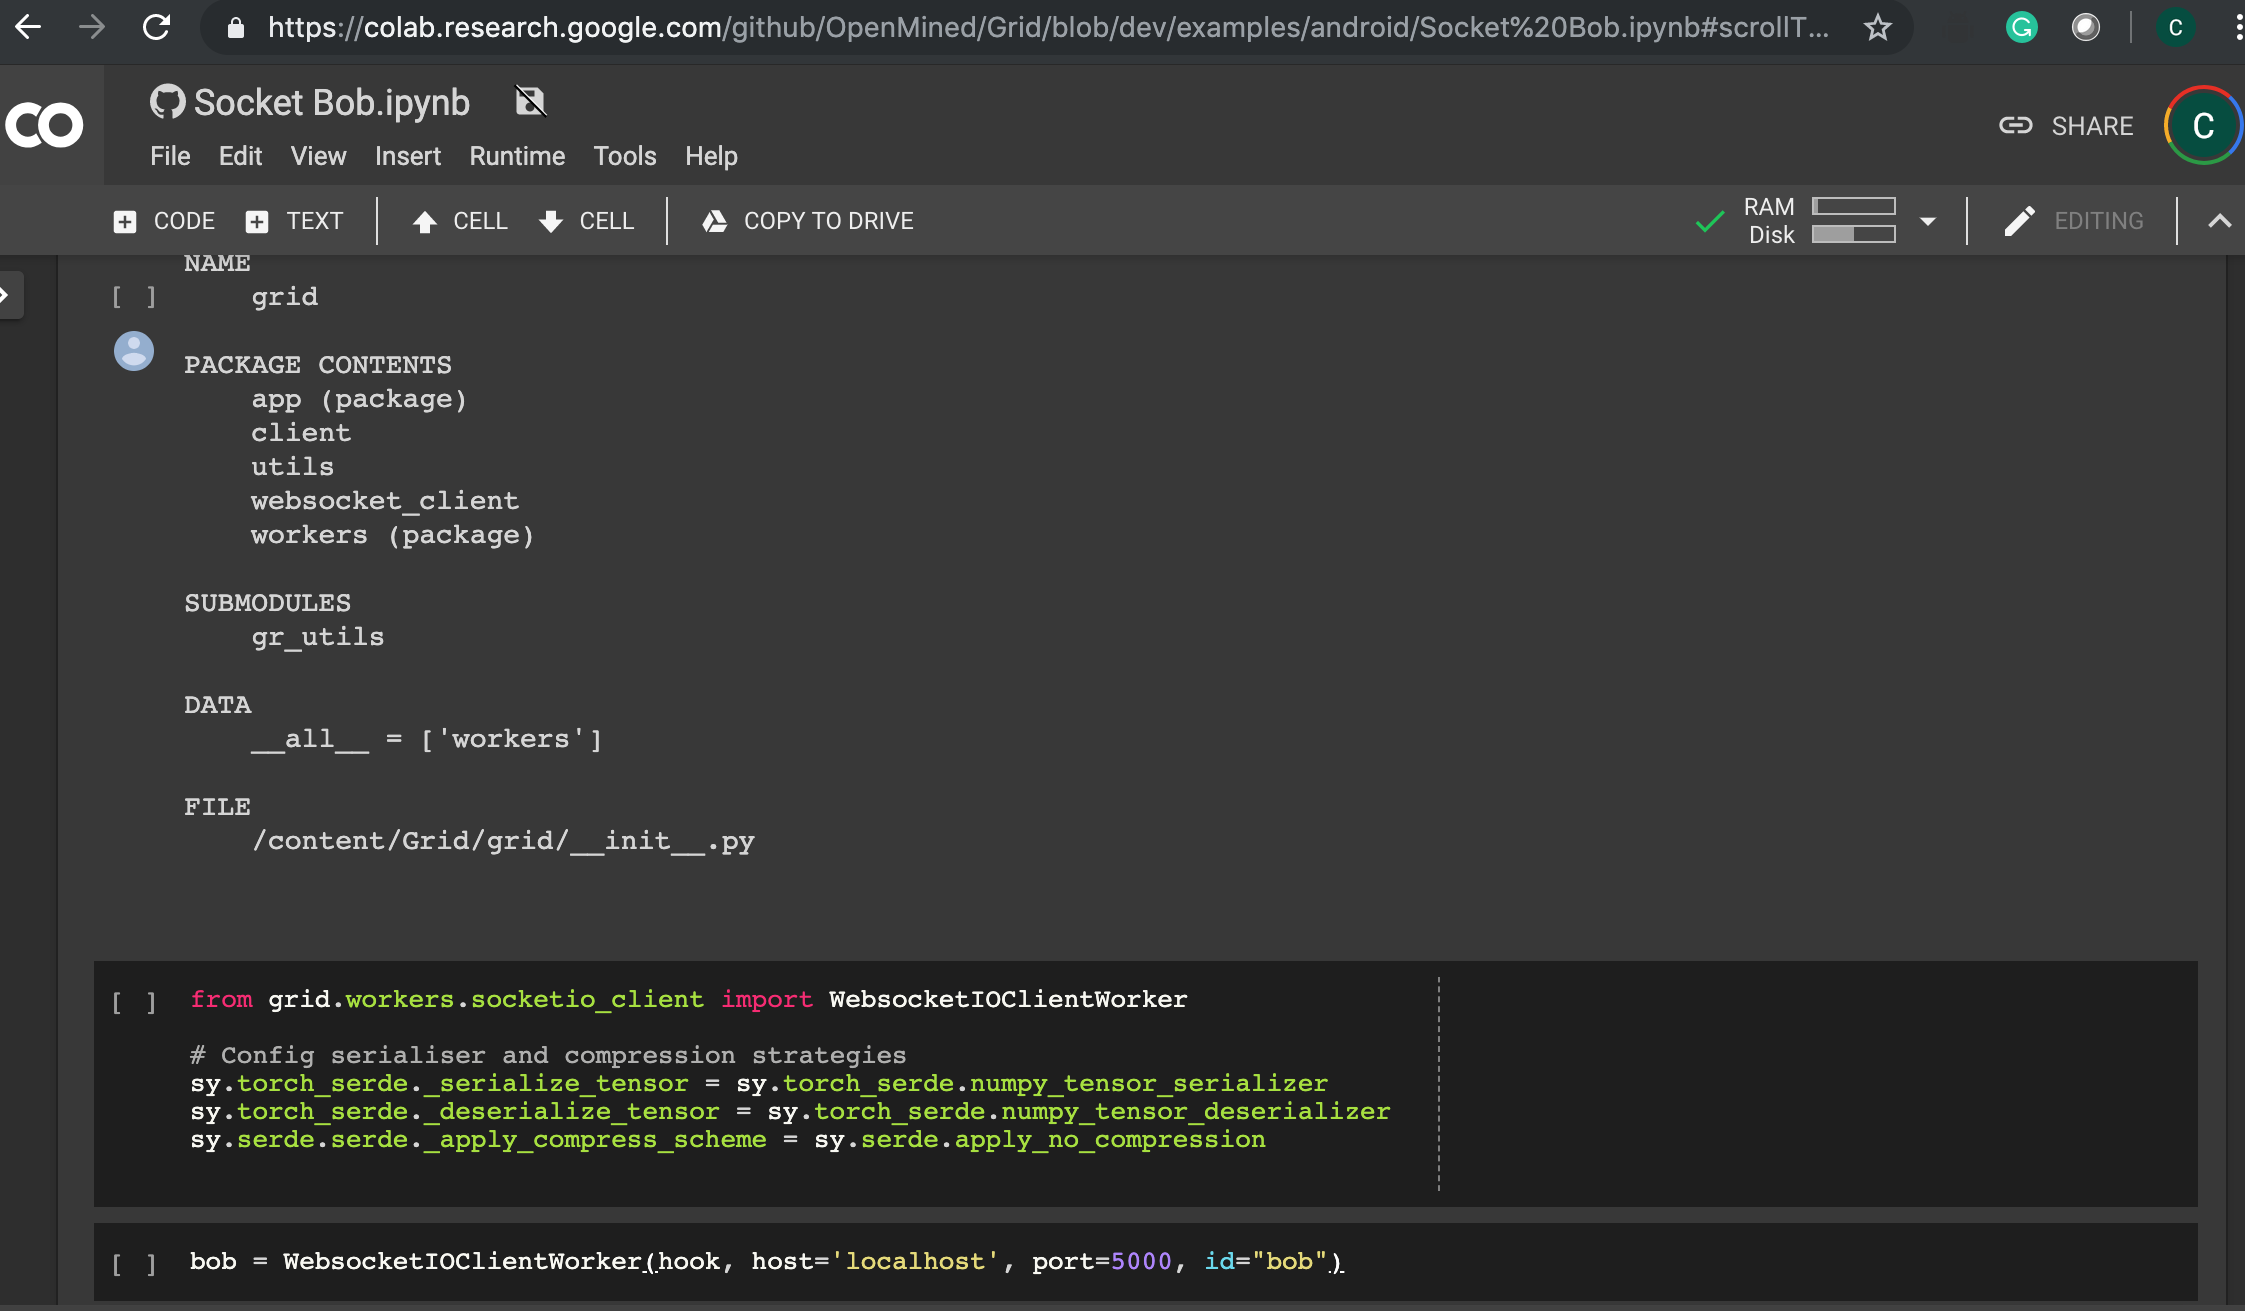 https://colab.research.google.com/github/OpenMined/Grid/blob/dev/examples/android/Socket%20Bob.ipynb#scrollT...
G
C
CO
Socket Bob.ipynb
SHARE
C
File Edit View Insert Runtime Tools Help
CODE TEXT CELL CELL COPY TO DRIVE
RAM
Disk
EDITING
NAME
[ ] grid
PACKAGE CONTENTS
app (package)
client
utils
websocket_client
workers (package)
SUBMODULES
gr_utils
DATA
__all__ = ['workers']
FILE
/content/Grid/grid/__init__.py
[ ] from grid.workers.socketio_client import WebsocketIOClientWorker
# Config serialiser and compression strategies
sy.torch_serde._serialize_tensor = sy.torch_serde.numpy_tensor_serializer
sy.torch_serde._deserialize_tensor = sy.torch_serde.numpy_tensor_deserializer
sy.serde.serde._apply_compress_scheme = sy.serde.apply_no_compression
[ ] bob = WebsocketIOClientWorker(hook, host='localhost', port=5000, id="bob")